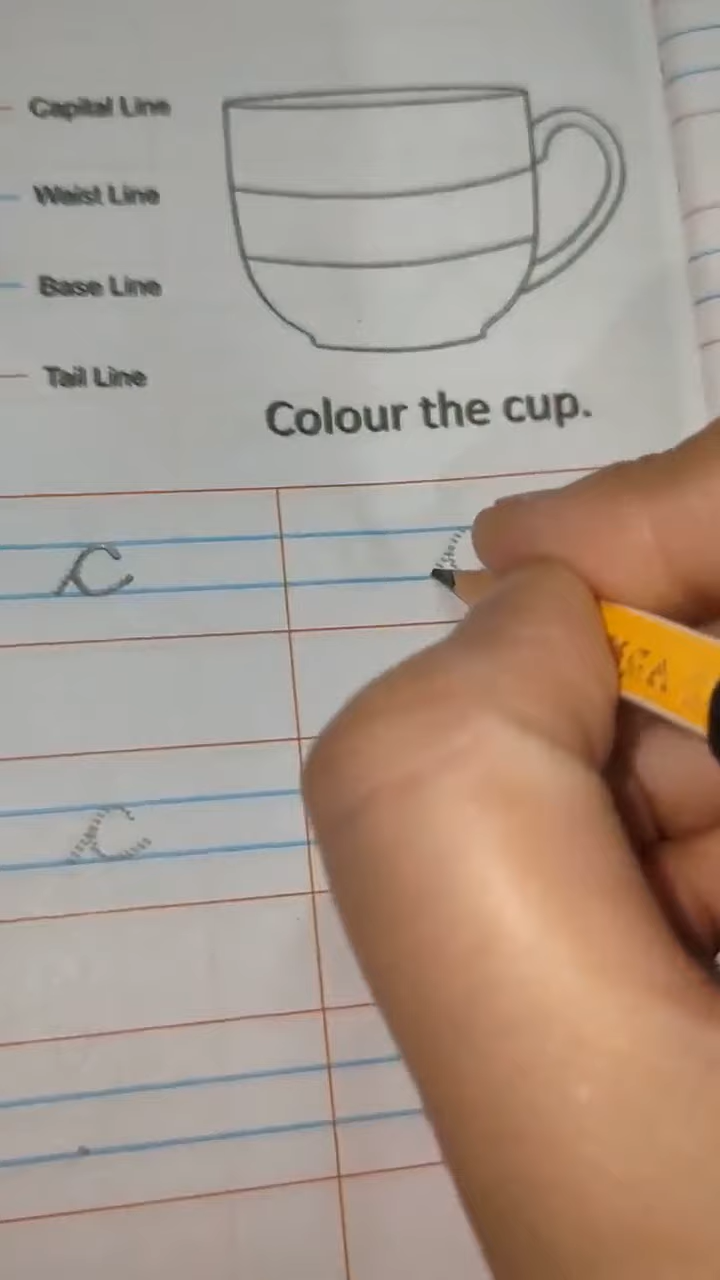 Capital Line
Waist Line
Base Line
Tail Line
Colour the cup.
c
c